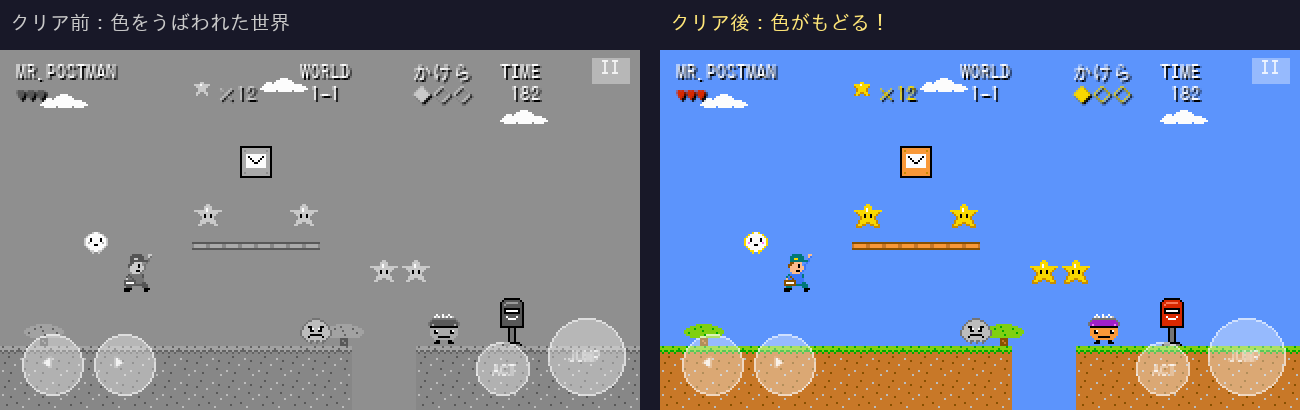 クリア前：色をうばわれた世界
MR.POSTMAN
×12
WORLD
1-1
かけら
TIME
182
II
ACT
JUMP
クリア後：色がもどる！
MR.POSTMAN
×12
WORLD
1-1
かけら
TIME
182
II
ACT
JUMP